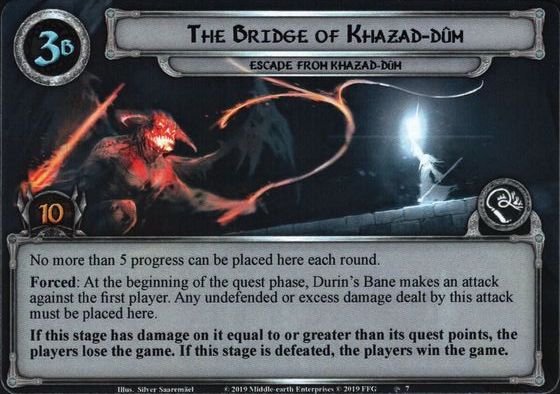 3B
THE BRIDGE OF KHAZAD-DÛM
ESCAPE FROM KHAZAD-DÛM
10
No more than 5 progress can be placed here each round.
Forced: At the beginning of the quest phase, Durin's Bane makes an attack
against the first player. Any undefended or excess damage dealt by this attack
must be placed here.
If this stage has damage on it equal to or greater than its quest points, the
players lose the game. If this stage is defeated, the players win the game.
Illus. Silver Saaremäel © 2019 Middle-earth Enterprises © 2019 FFG 7